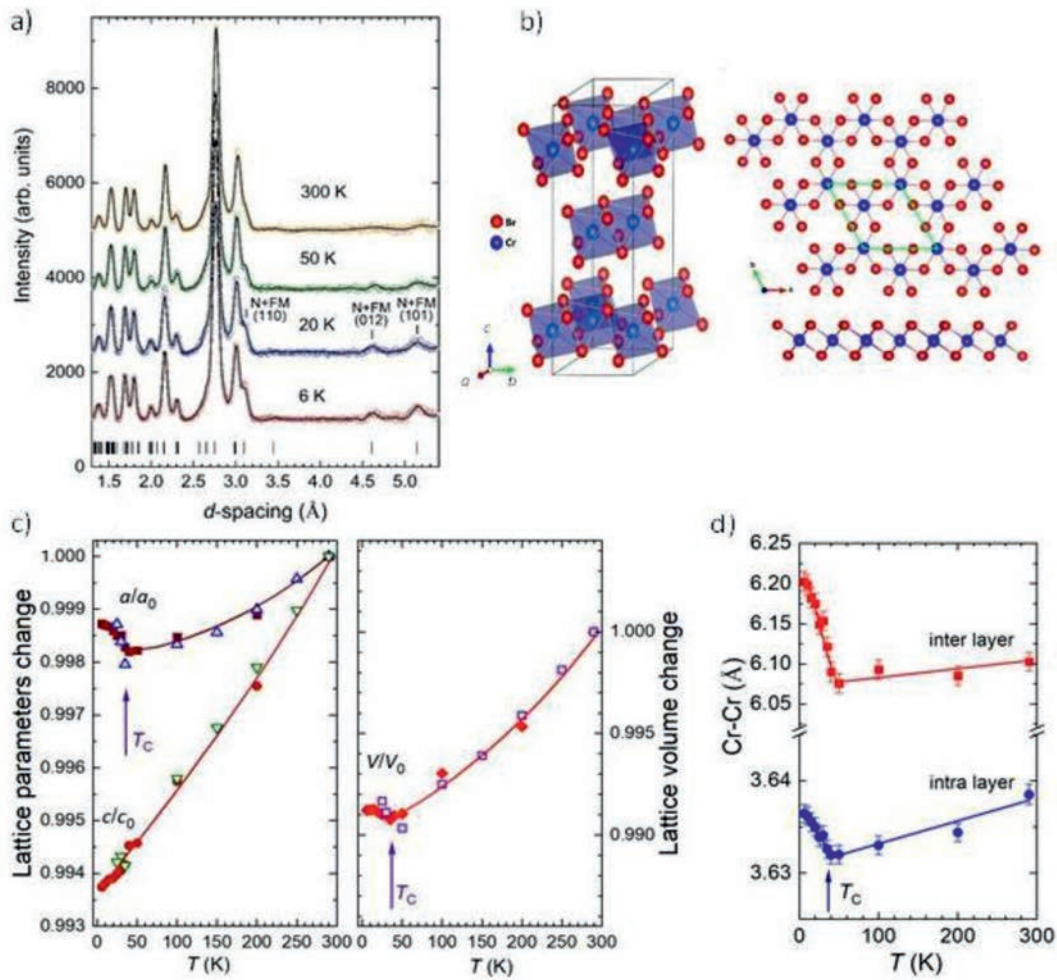 a)
Intensity (arb. units)
8000
6000
4000
2000
0
300 K
50 K
20 K
6 K
N+FM
(110)
N+FM
(012)
N+FM
(101)
1.5 2.0 2.5 3.0 3.5 4.0 4.5 5.0
d-spacing (Å)
b)
Br
Cr
c
a
b
c)
Lattice parameters change
1.000
0.999
0.998
0.997
0.996
0.995
0.994
0.993
a/a0
TC
c/c0
0 50 100 150 200 250 300
T (K)
V/V0
TC
1.000
0.995
0.990
Lattice volume change
0 50 100 150 200 250 300
T (K)
d)
Cr-Cr (Å)
6.25
6.20
6.15
6.10
6.05
3.64
3.63
inter layer
intra layer
TC
0 100 200 300
T (K)